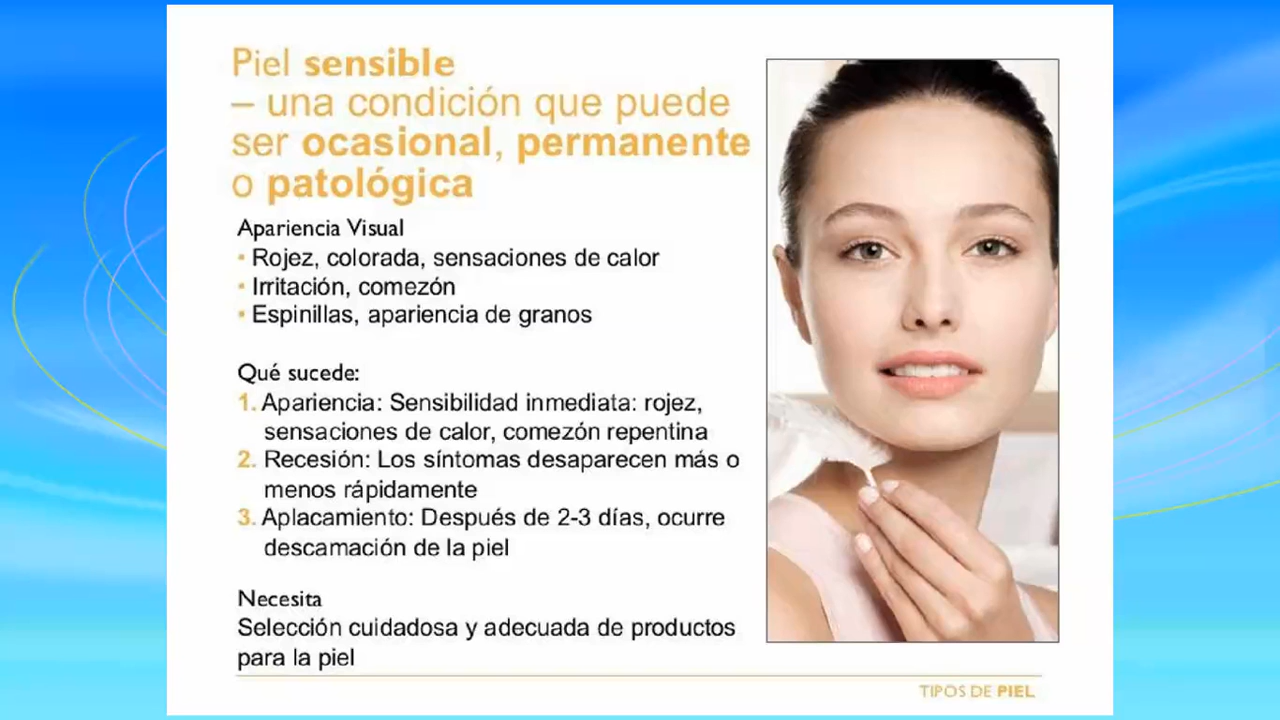 Piel sensible
– una condición que puede
ser ocasional, permanente
o patológica
Apariencia Visual
▪ Rojez, colorada, sensaciones de calor
▪ Irritación, comezón
▪ Espinillas, apariencia de granos
Qué sucede:
1. Apariencia: Sensibilidad inmediata: rojez,
sensaciones de calor, comezón repentina
2. Recesión: Los síntomas desaparecen más o
menos rápidamente
3. Aplacamiento: Después de 2-3 días, ocurre
descamación de la piel
Necesita
Selección cuidadosa y adecuada de productos
para la piel
TIPOS DE PIEL